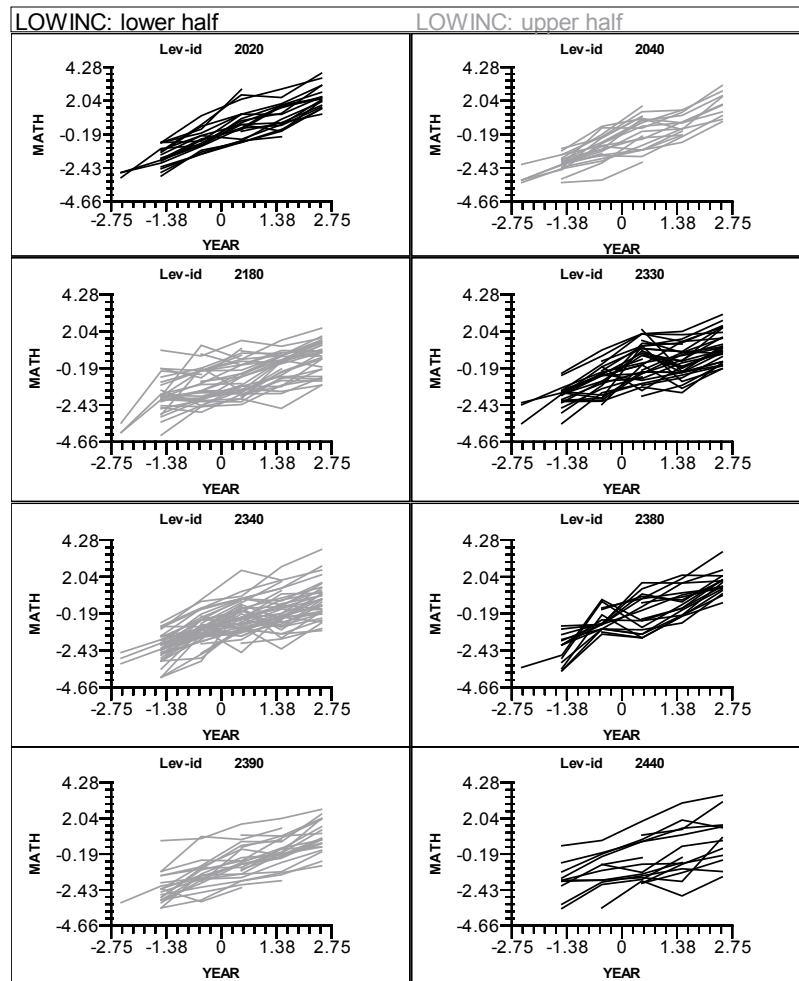 LOWINC: lower half LOWINC: upper half
Lev-id 2020
4.28
2.04
-0.19
-2.43
-4.66
MATH
-2.75 -1.38 0 1.38 2.75
YEAR
Lev-id 2040
4.28
2.04
-0.19
-2.43
-4.66
MATH
-2.75 -1.38 0 1.38 2.75
YEAR
Lev-id 2180
4.28
2.04
-0.19
-2.43
-4.66
MATH
-2.75 -1.38 0 1.38 2.75
YEAR
Lev-id 2330
4.28
2.04
-0.19
-2.43
-4.66
MATH
-2.75 -1.38 0 1.38 2.75
YEAR
Lev-id 2340
4.28
2.04
-0.19
-2.43
-4.66
MATH
-2.75 -1.38 0 1.38 2.75
YEAR
Lev-id 2380
4.28
2.04
-0.19
-2.43
-4.66
MATH
-2.75 -1.38 0 1.38 2.75
YEAR
Lev-id 2390
4.28
2.04
-0.19
-2.43
-4.66
MATH
-2.75 -1.38 0 1.38 2.75
YEAR
Lev-id 2440
4.28
2.04
-0.19
-2.43
-4.66
MATH
-2.75 -1.38 0 1.38 2.75
YEAR